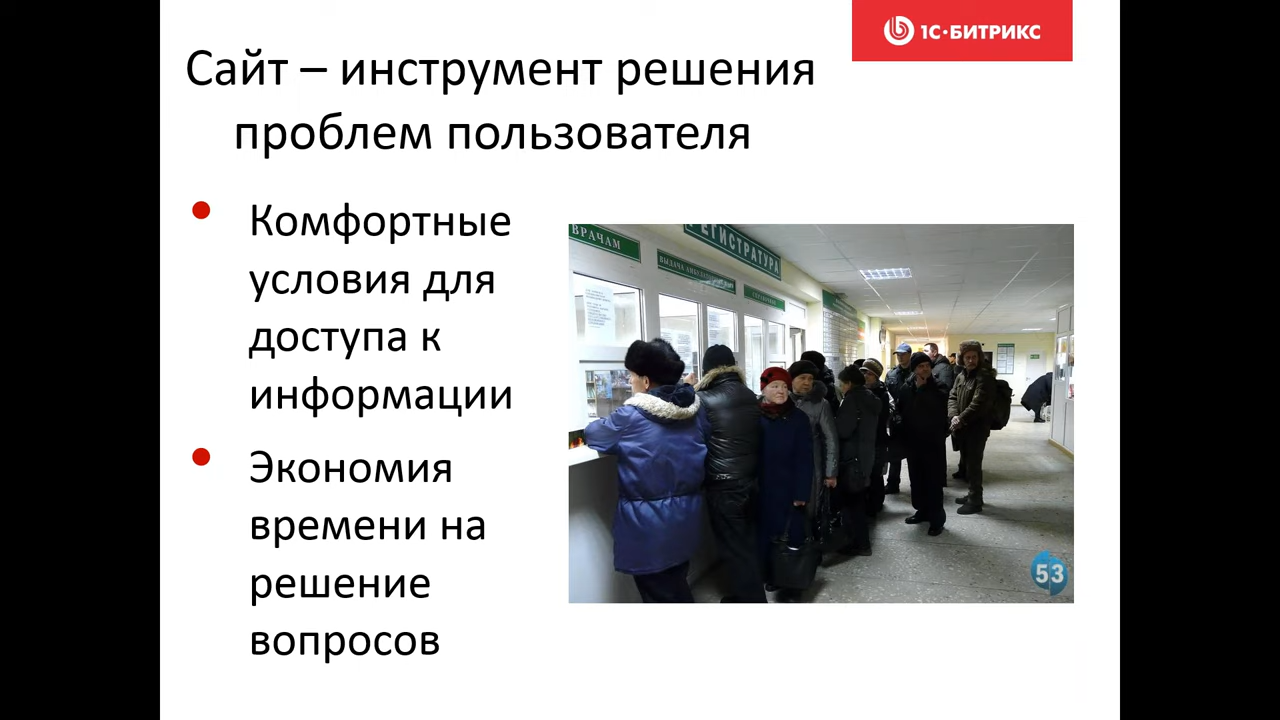 1С-БИТРИКС
Сайт – инструмент решения
проблем пользователя
Комфортные
условия для
доступа к
информации
Экономия
времени на
решение
вопросов
ВРАЧАМ
РЕГИСТРАТУРА
ВЫДАЧА
53